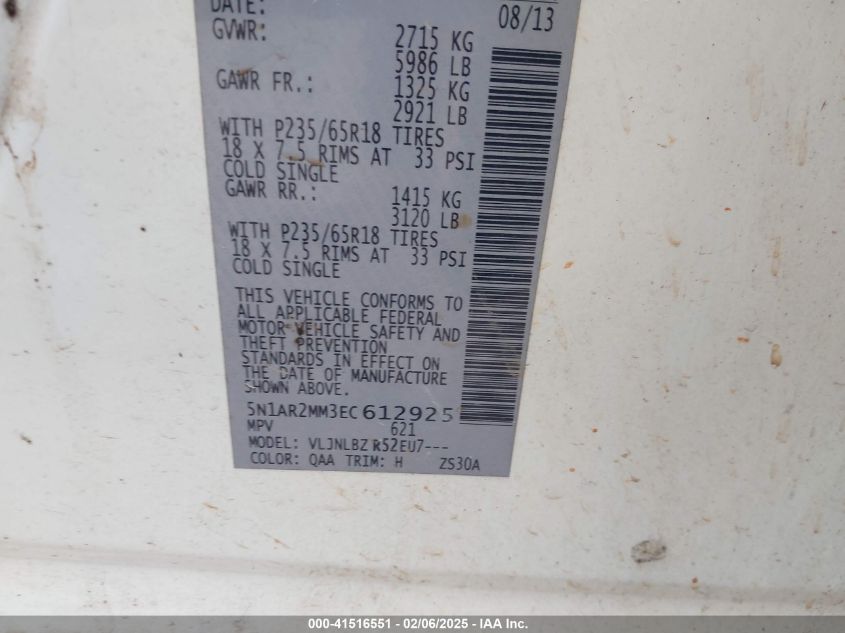 DATE:
08/13
GVWR: 2715 KG
5986 LB
GAWR FR.: 1325 KG
2921 LB
WITH P235/65R18 TIRES
18 X 7.5 RIMS AT 33 PSI
COLD SINGLE
GAWR RR.: 1415 KG
3120 LB
WITH P235/65R18 TIRES
18 X 7.5 RIMS AT 33 PSI
COLD SINGLE
THIS VEHICLE CONFORMS TO
ALL APPLICABLE FEDERAL
MOTOR VEHICLE SAFETY AND
THEFT PREVENTION
STANDARDS IN EFFECT ON
THE DATE OF MANUFACTURE
SHOWN ABOVE.
5N1AR2MM3EC612925
MPV 621
MODEL: VLJNLBZ R52EU7---
COLOR: QAA TRIM: H ZS30A
000-41516551 - 02/06/2025 - IAA Inc.